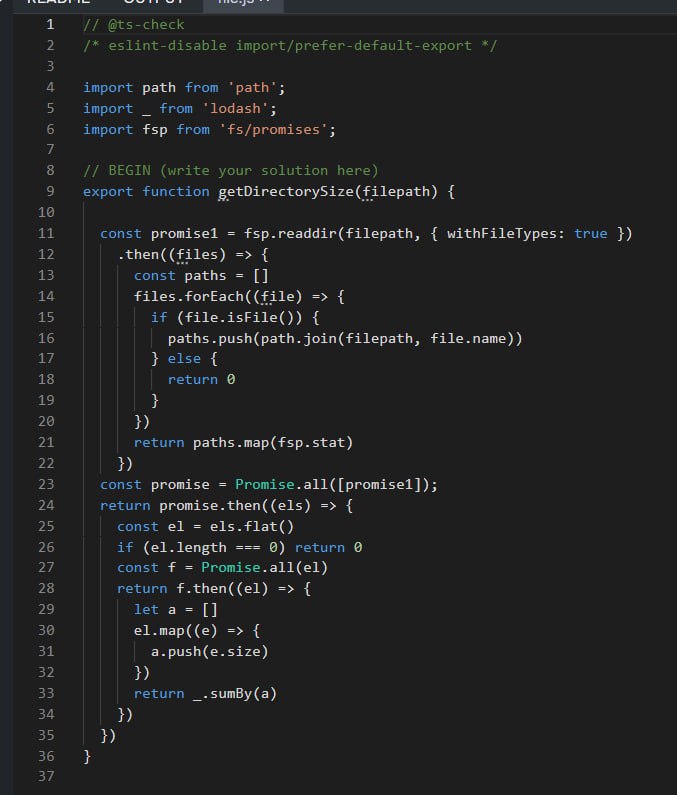 README OUTPUT file.js
1 // @ts-check
2 /* eslint-disable import/prefer-default-export */
3
4 import path from 'path';
5 import _ from 'lodash';
6 import fsp from 'fs/promises';
7
8 // BEGIN (write your solution here)
9 export function getDirectorySize(filepath) {
10
11   const promise1 = fsp.readdir(filepath, { withFileTypes: true })
12     .then((files) => {
13       const paths = []
14       files.forEach((file) => {
15         if (file.isFile()) {
16           paths.push(path.join(filepath, file.name))
17         } else {
18           return 0
19         }
20       })
21       return paths.map(fsp.stat)
22     })
23   const promise = Promise.all([promise1]);
24   return promise.then((els) => {
25     const el = els.flat()
26     if (el.length === 0) return 0
27     const f = Promise.all(el)
28     return f.then((el) => {
29       let a = []
30       el.map((e) => {
31         a.push(e.size)
32       })
33       return _.sumBy(a)
34     })
35   })
36 }
37